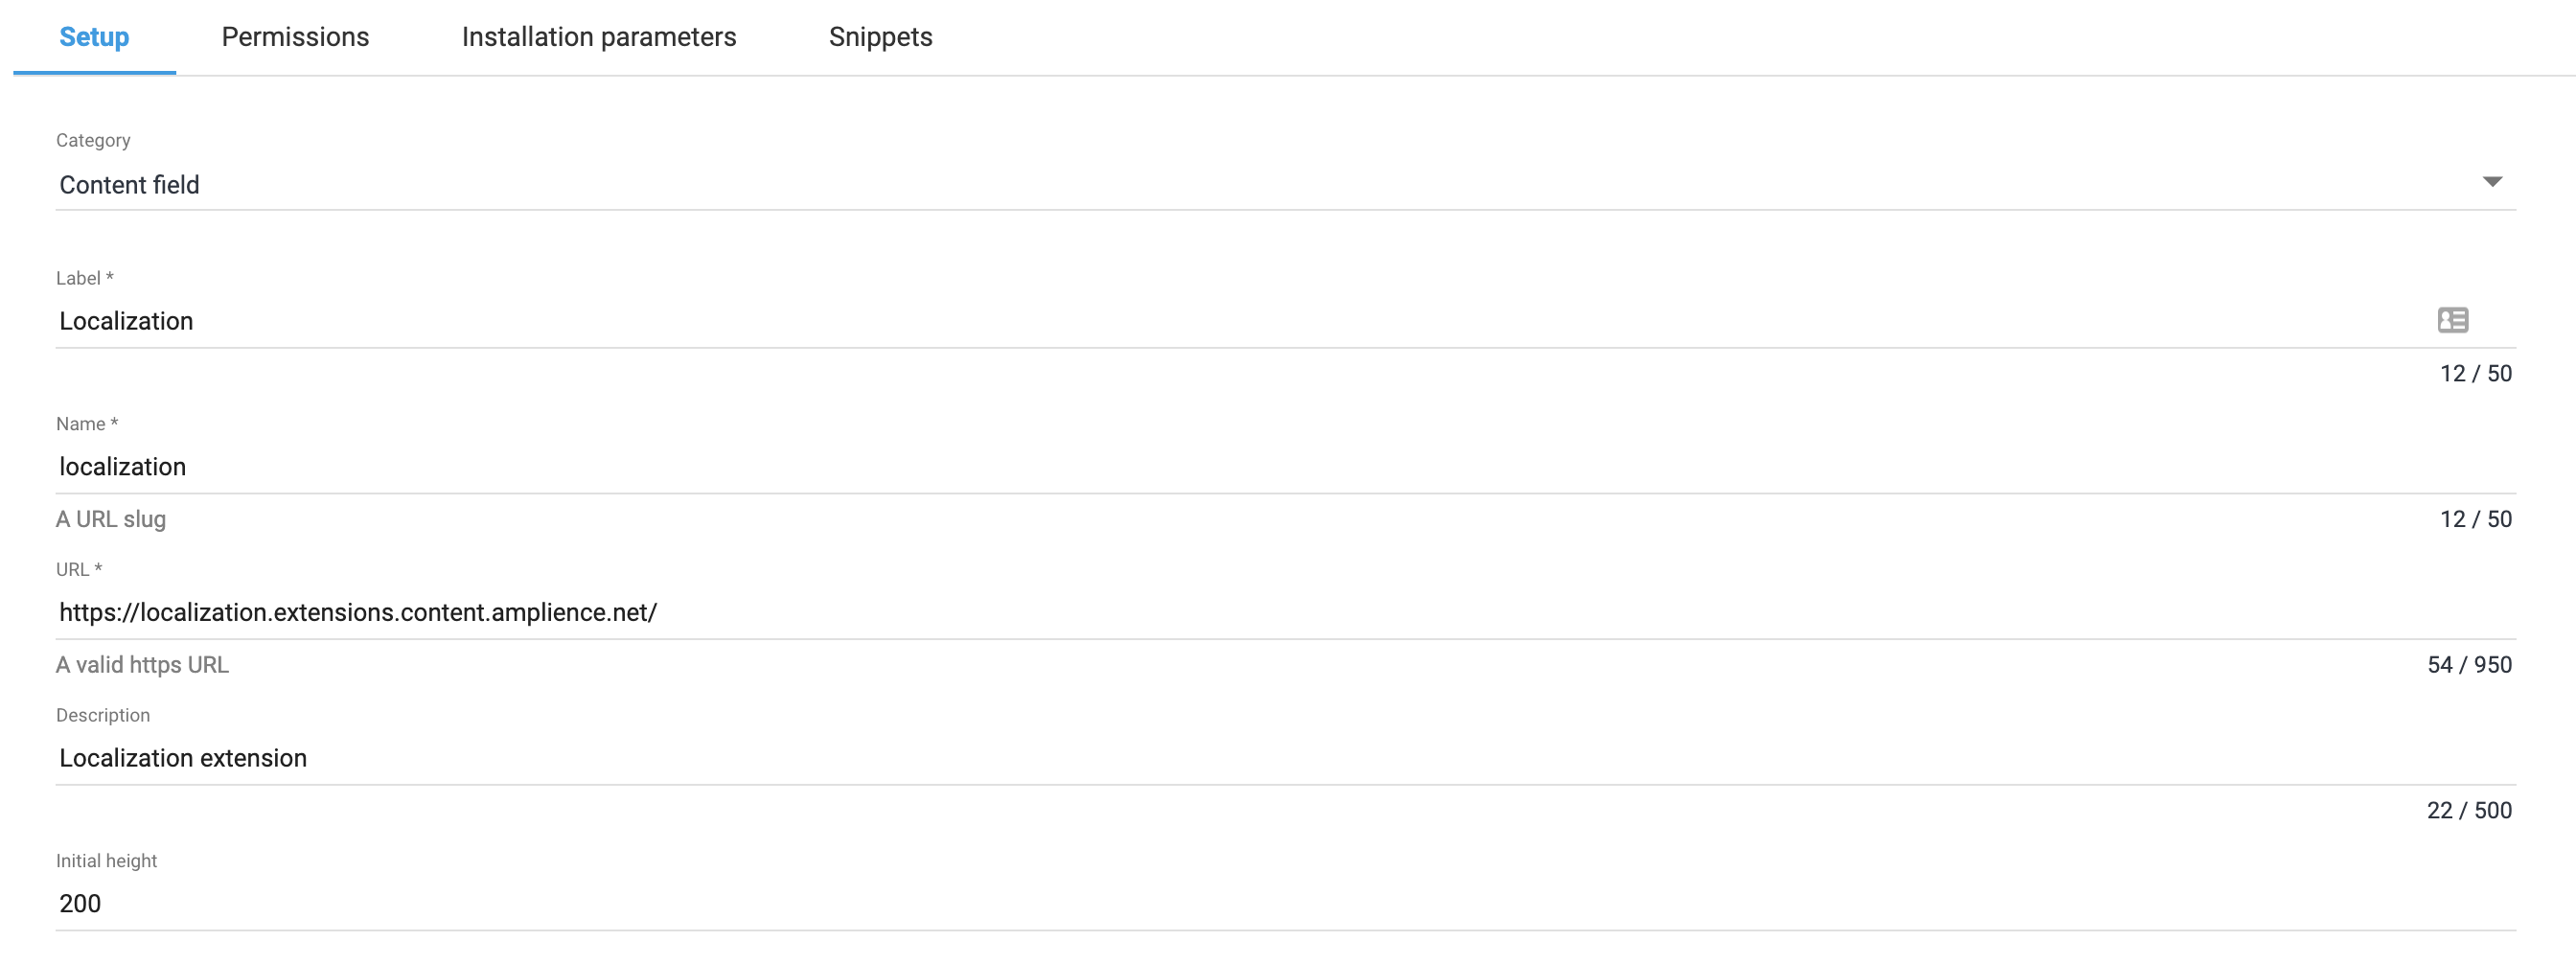 Setup Permissions Installation parameters Snippets
Category
Content field
Label *
Localization
12 / 50
Name *
localization
A URL slug 12 / 50
URL *
https://localization.extensions.content.amplience.net/
A valid https URL 54 / 950
Description
Localization extension
22 / 500
Initial height
200